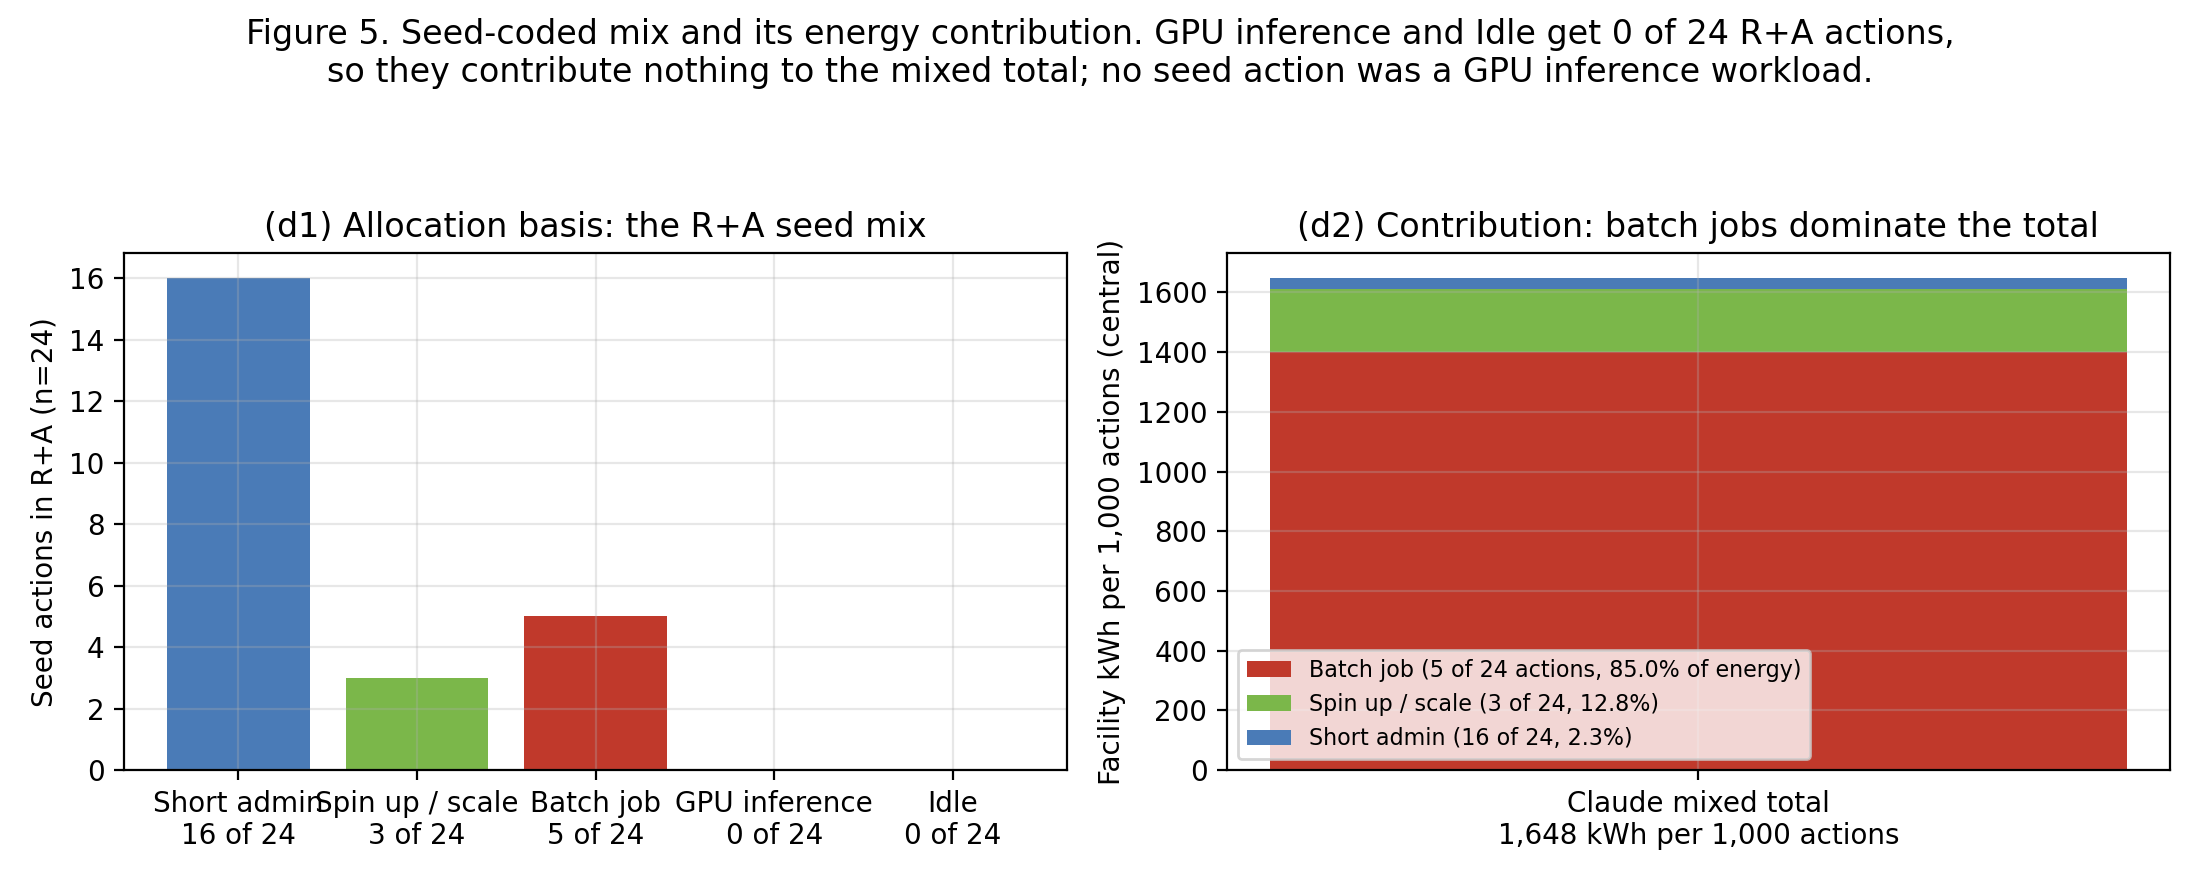 Figure 5. Seed-coded mix and its energy contribution. GPU inference and Idle get 0 of 24 R+A actions,
so they contribute nothing to the mixed total; no seed action was a GPU inference workload.
(d1) Allocation basis: the R+A seed mix
Seed actions in R+A (n=24)
16
14
12
10
8
6
4
2
0
Short admin
16 of 24
Spin up / scale
3 of 24
Batch job
5 of 24
GPU inference
0 of 24
Idle
0 of 24
(d2) Contribution: batch jobs dominate the total
Facility kWh per 1,000 actions (central)
1600
1400
1200
1000
800
600
400
200
0
Batch job (5 of 24 actions, 85.0% of energy)
Spin up / scale (3 of 24, 12.8%)
Short admin (16 of 24, 2.3%)
Claude mixed total
1,648 kWh per 1,000 actions